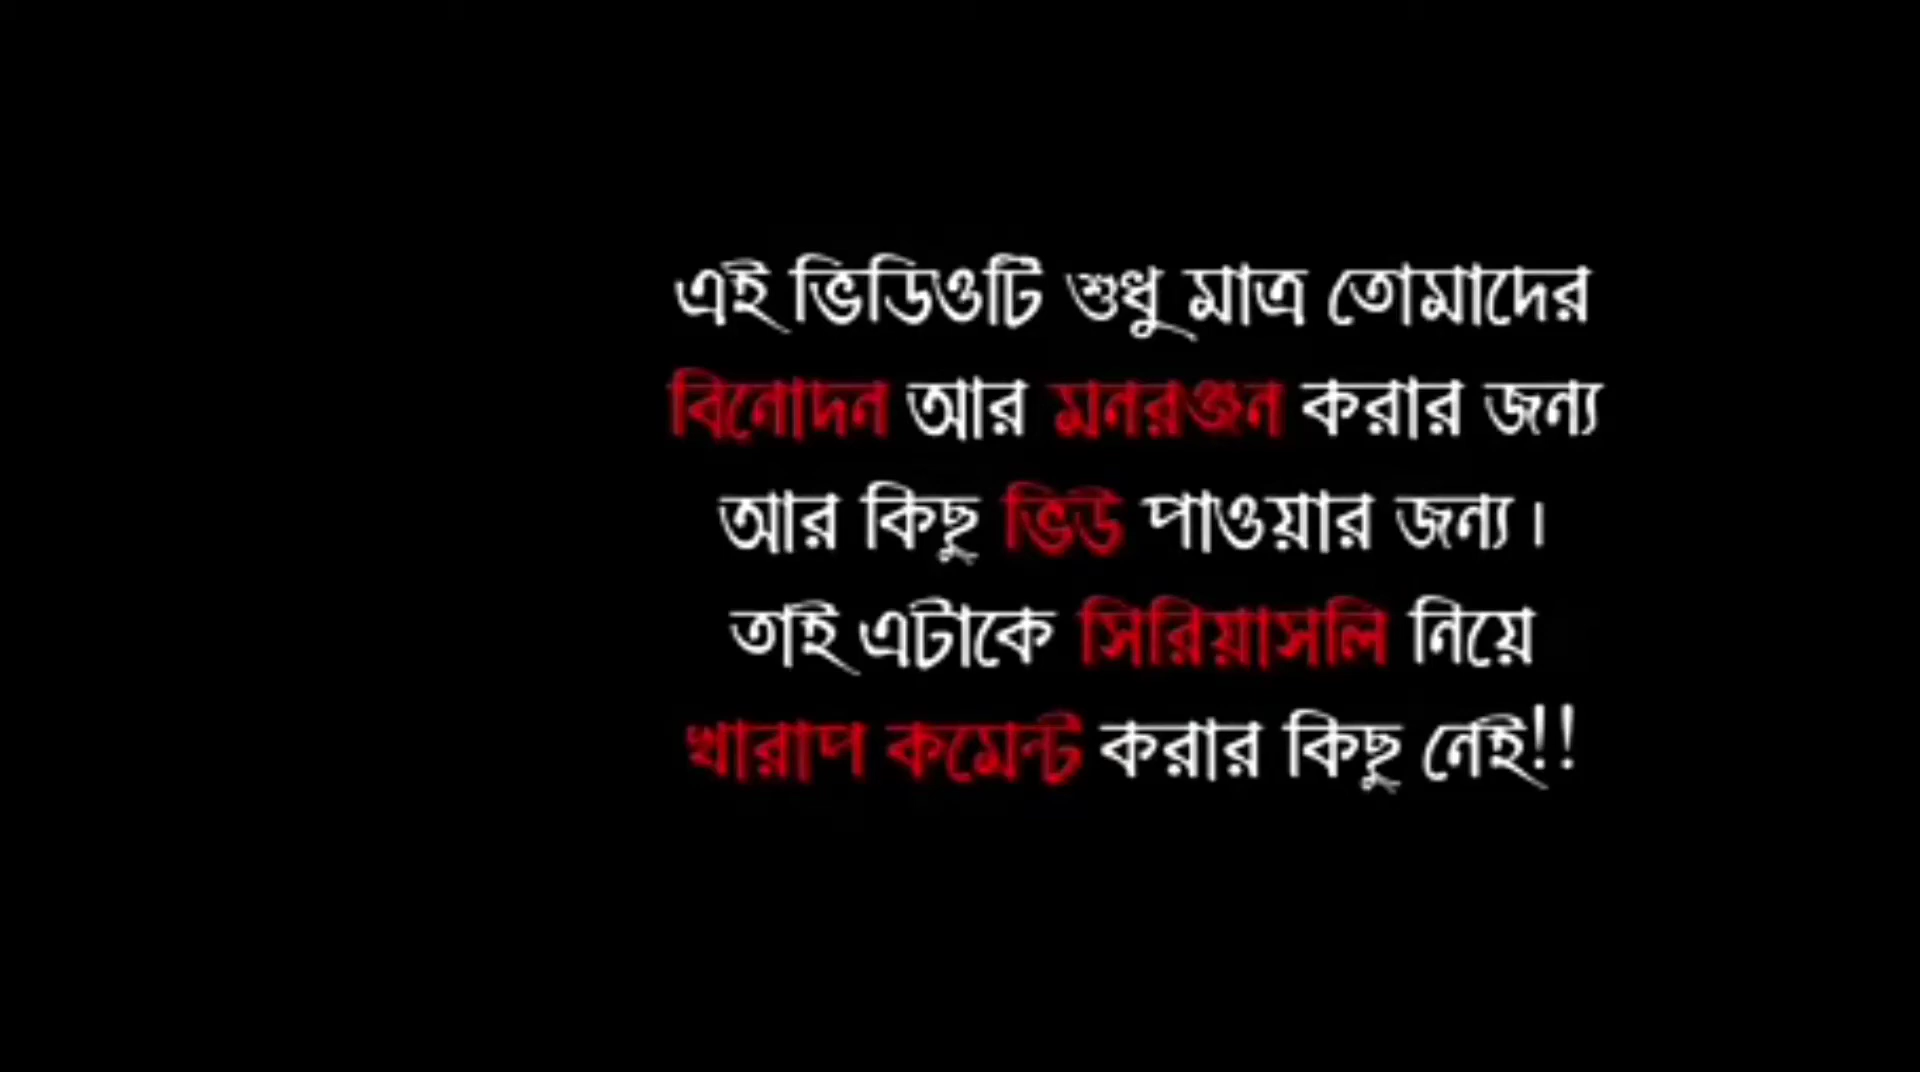 এই ভিডিওটি শুধু মাত্র তোমাদের
বিনোদন আর মনরঞ্জন করার জন্য
আর কিছু ভিউ পাওয়ার জন্য।
তাই এটাকে সিরিয়াসলি নিয়ে
খারাপ কমেন্ট করার কিছু নেই!!